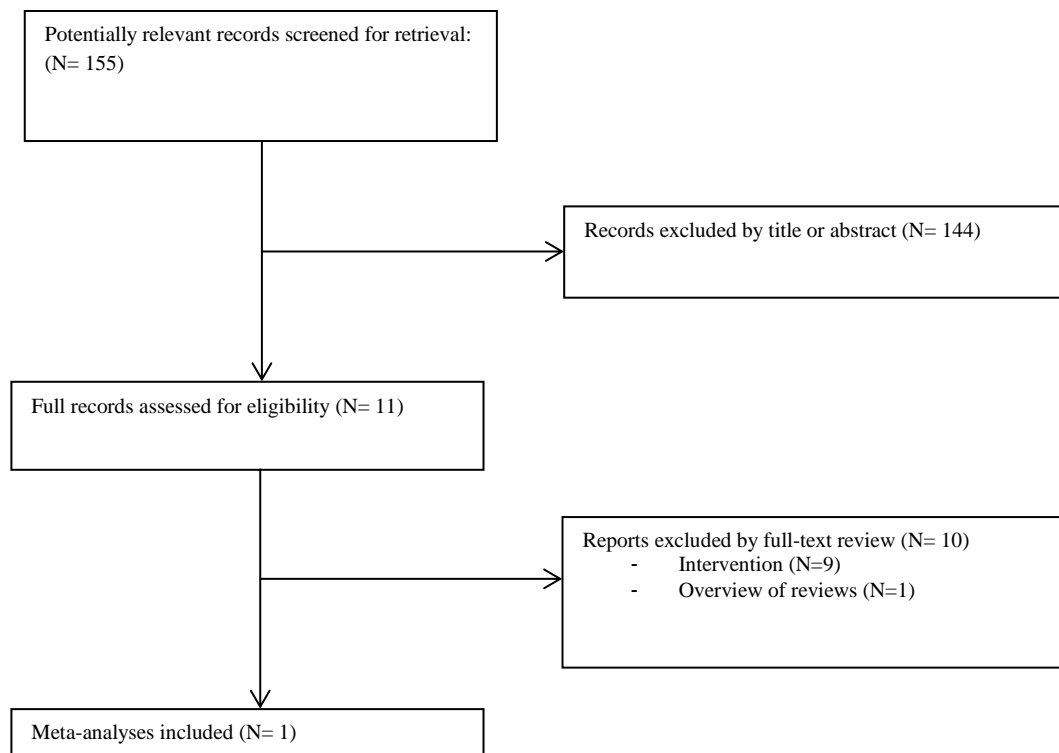 Potentially relevant records screened for retrieval:
(N= 155)
Records excluded by title or abstract (N= 144)
Full records assessed for eligibility (N= 11)
Reports excluded by full-text review (N= 10)
- Intervention (N=9)
- Overview of reviews (N=1)
Meta-analyses included (N= 1)